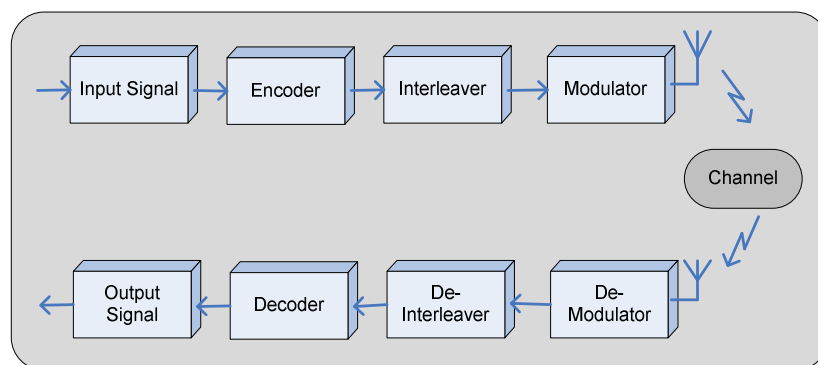 Input Signal
Encoder
Interleaver
Modulator
Channel
Output
Signal
Decoder
De-
Interleaver
De-
Modulator